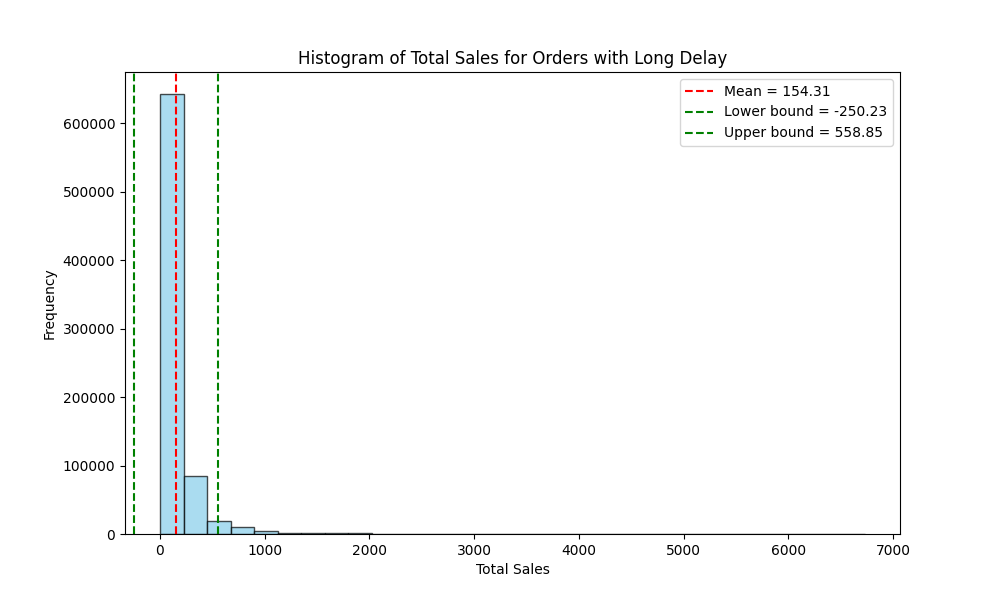 Histogram of Total Sales for Orders with Long Delay
Mean = 154.31
Lower bound = -250.23
Upper bound = 558.85
Frequency
600000
500000
400000
300000
200000
100000
0
0 1000 2000 3000 4000 5000 6000 7000
Total Sales